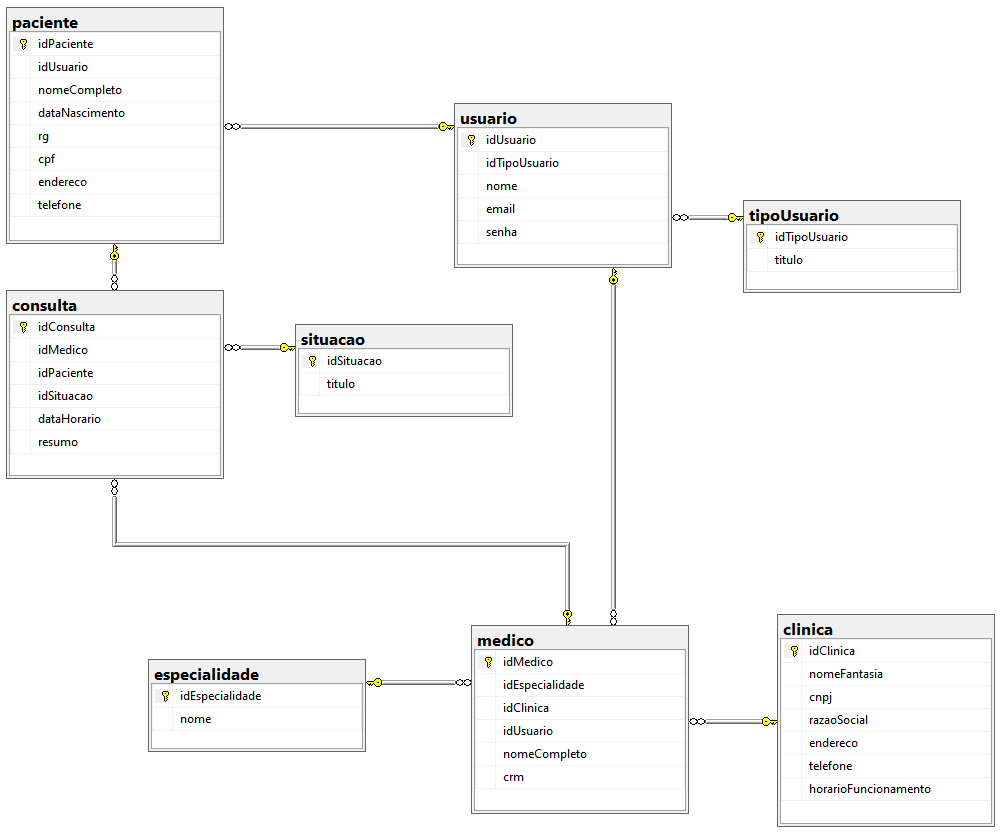 paciente
idPaciente
idUsuario
nomeCompleto
dataNascimento
rg
cpf
endereco
telefone
usuario
idUsuario
idTipoUsuario
nome
email
senha
tipoUsuario
idTipoUsuario
titulo
consulta
idConsulta
idMedico
idPaciente
idSituacao
dataHorario
resumo
situacao
idSituacao
titulo
especialidade
idEspecialidade
nome
medico
idMedico
idEspecialidade
idClinica
idUsuario
nomeCompleto
crm
clinica
idClinica
nomeFantasia
cnpj
razaoSocial
endereco
telefone
horarioFuncionamento